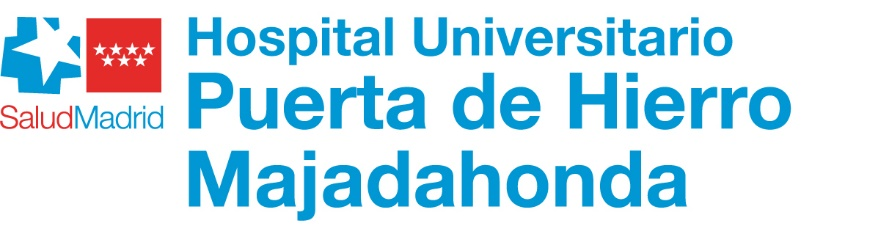 SaludMadrid
Hospital Universitario
Puerta de Hierro
Majadahonda